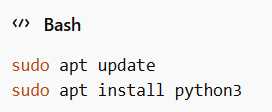 </> Bash
sudo apt update
sudo apt install python3